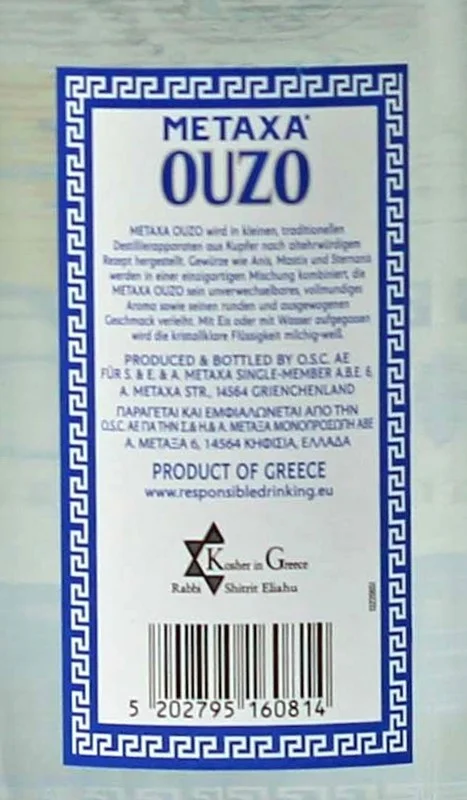 METAXA®
OUZO
METAXA OUZO wird in kleinen, traditionellen
Destillierapparaten aus Kupfer nach altehrwürdigem
Rezept hergestellt. Gewürze wie Anis, Mastix und Sternanis
werden in einer einzigartigen Mischung kombiniert, die
METAXA OUZO sein unverwechselbares, vollmundiges
Aroma sowie seinen runden und ausgewogenen
Geschmack verleiht. Mit Eis oder mit Wasser aufgegossen
wird die kristallklare Flüssigkeit milchig-weiß.
PRODUCED & BOTTLED BY O.S.C. AE
FÜR S. & E. & A. METAXA SINGLE-MEMBER A.B.E. 6,
A. METAXA STR., 14564 GRIENCHENLAND
ΠΑΡΑΓΕΤΑΙ ΚΑΙ ΕΜΦΙΑΛΩΝΕΤΑΙ ΑΠΟ ΤΗΝ
O.S.C. ΑΕ ΓΙΑ ΤΗΝ Σ.& Η.& Α. ΜΕΤΑΞΑ ΜΟΝΟΠΡΟΣΩΠΗ ΑΒΕ
Α. ΜΕΤΑΞΑ 6, 14564 ΚΗΦΙΣΙΑ, ΕΛΛΑΔΑ
PRODUCT OF GREECE
www.responsibledrinking.eu
Kosher in Greece
Rabbi Shitrit Eliahu
5 202795 160814